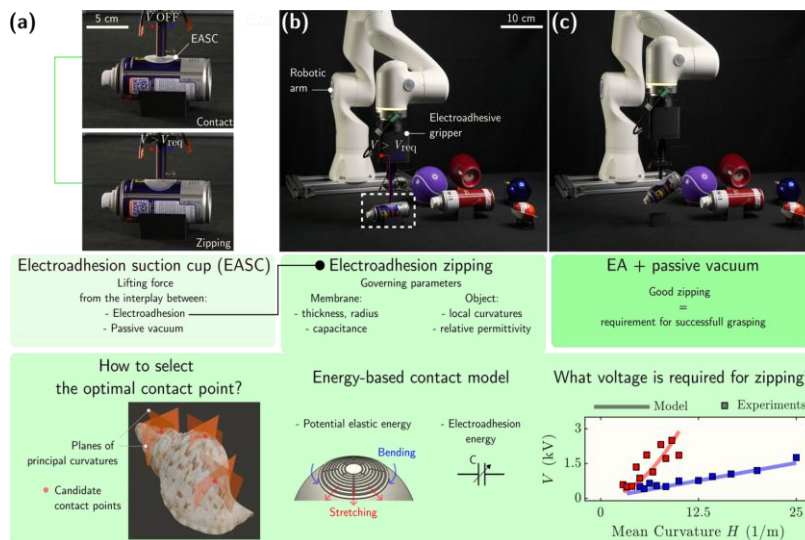 (a)
5 cm
V OFF
EASC
Contact
V > Vreq
Zipping
(b)
10 cm
Robotic
arm
Electroadhesive
gripper
V > Vreq
(c)
Electroadhesion suction cup (EASC)
Lifting force
from the interplay between:
- Electroadhesion
- Passive vacuum
Electroadhesion zipping
Governing parameters
Membrane:
- thickness, radius
- capacitance
Object:
- local curvatures
- relative permittivity
EA + passive vacuum
Good zipping
=
requirement for successfull grasping
How to select
the optimal contact point?
Planes of
principal curvatures
Candidate
contact points
Energy-based contact model
- Potential elastic energy
Bending
Stretching
- Electroadhesion
energy
C
What voltage is required for zipping
Model
Experiments
V (kV)
3
1.5
0
0
12.5
25
Mean Curvature H (1/m)